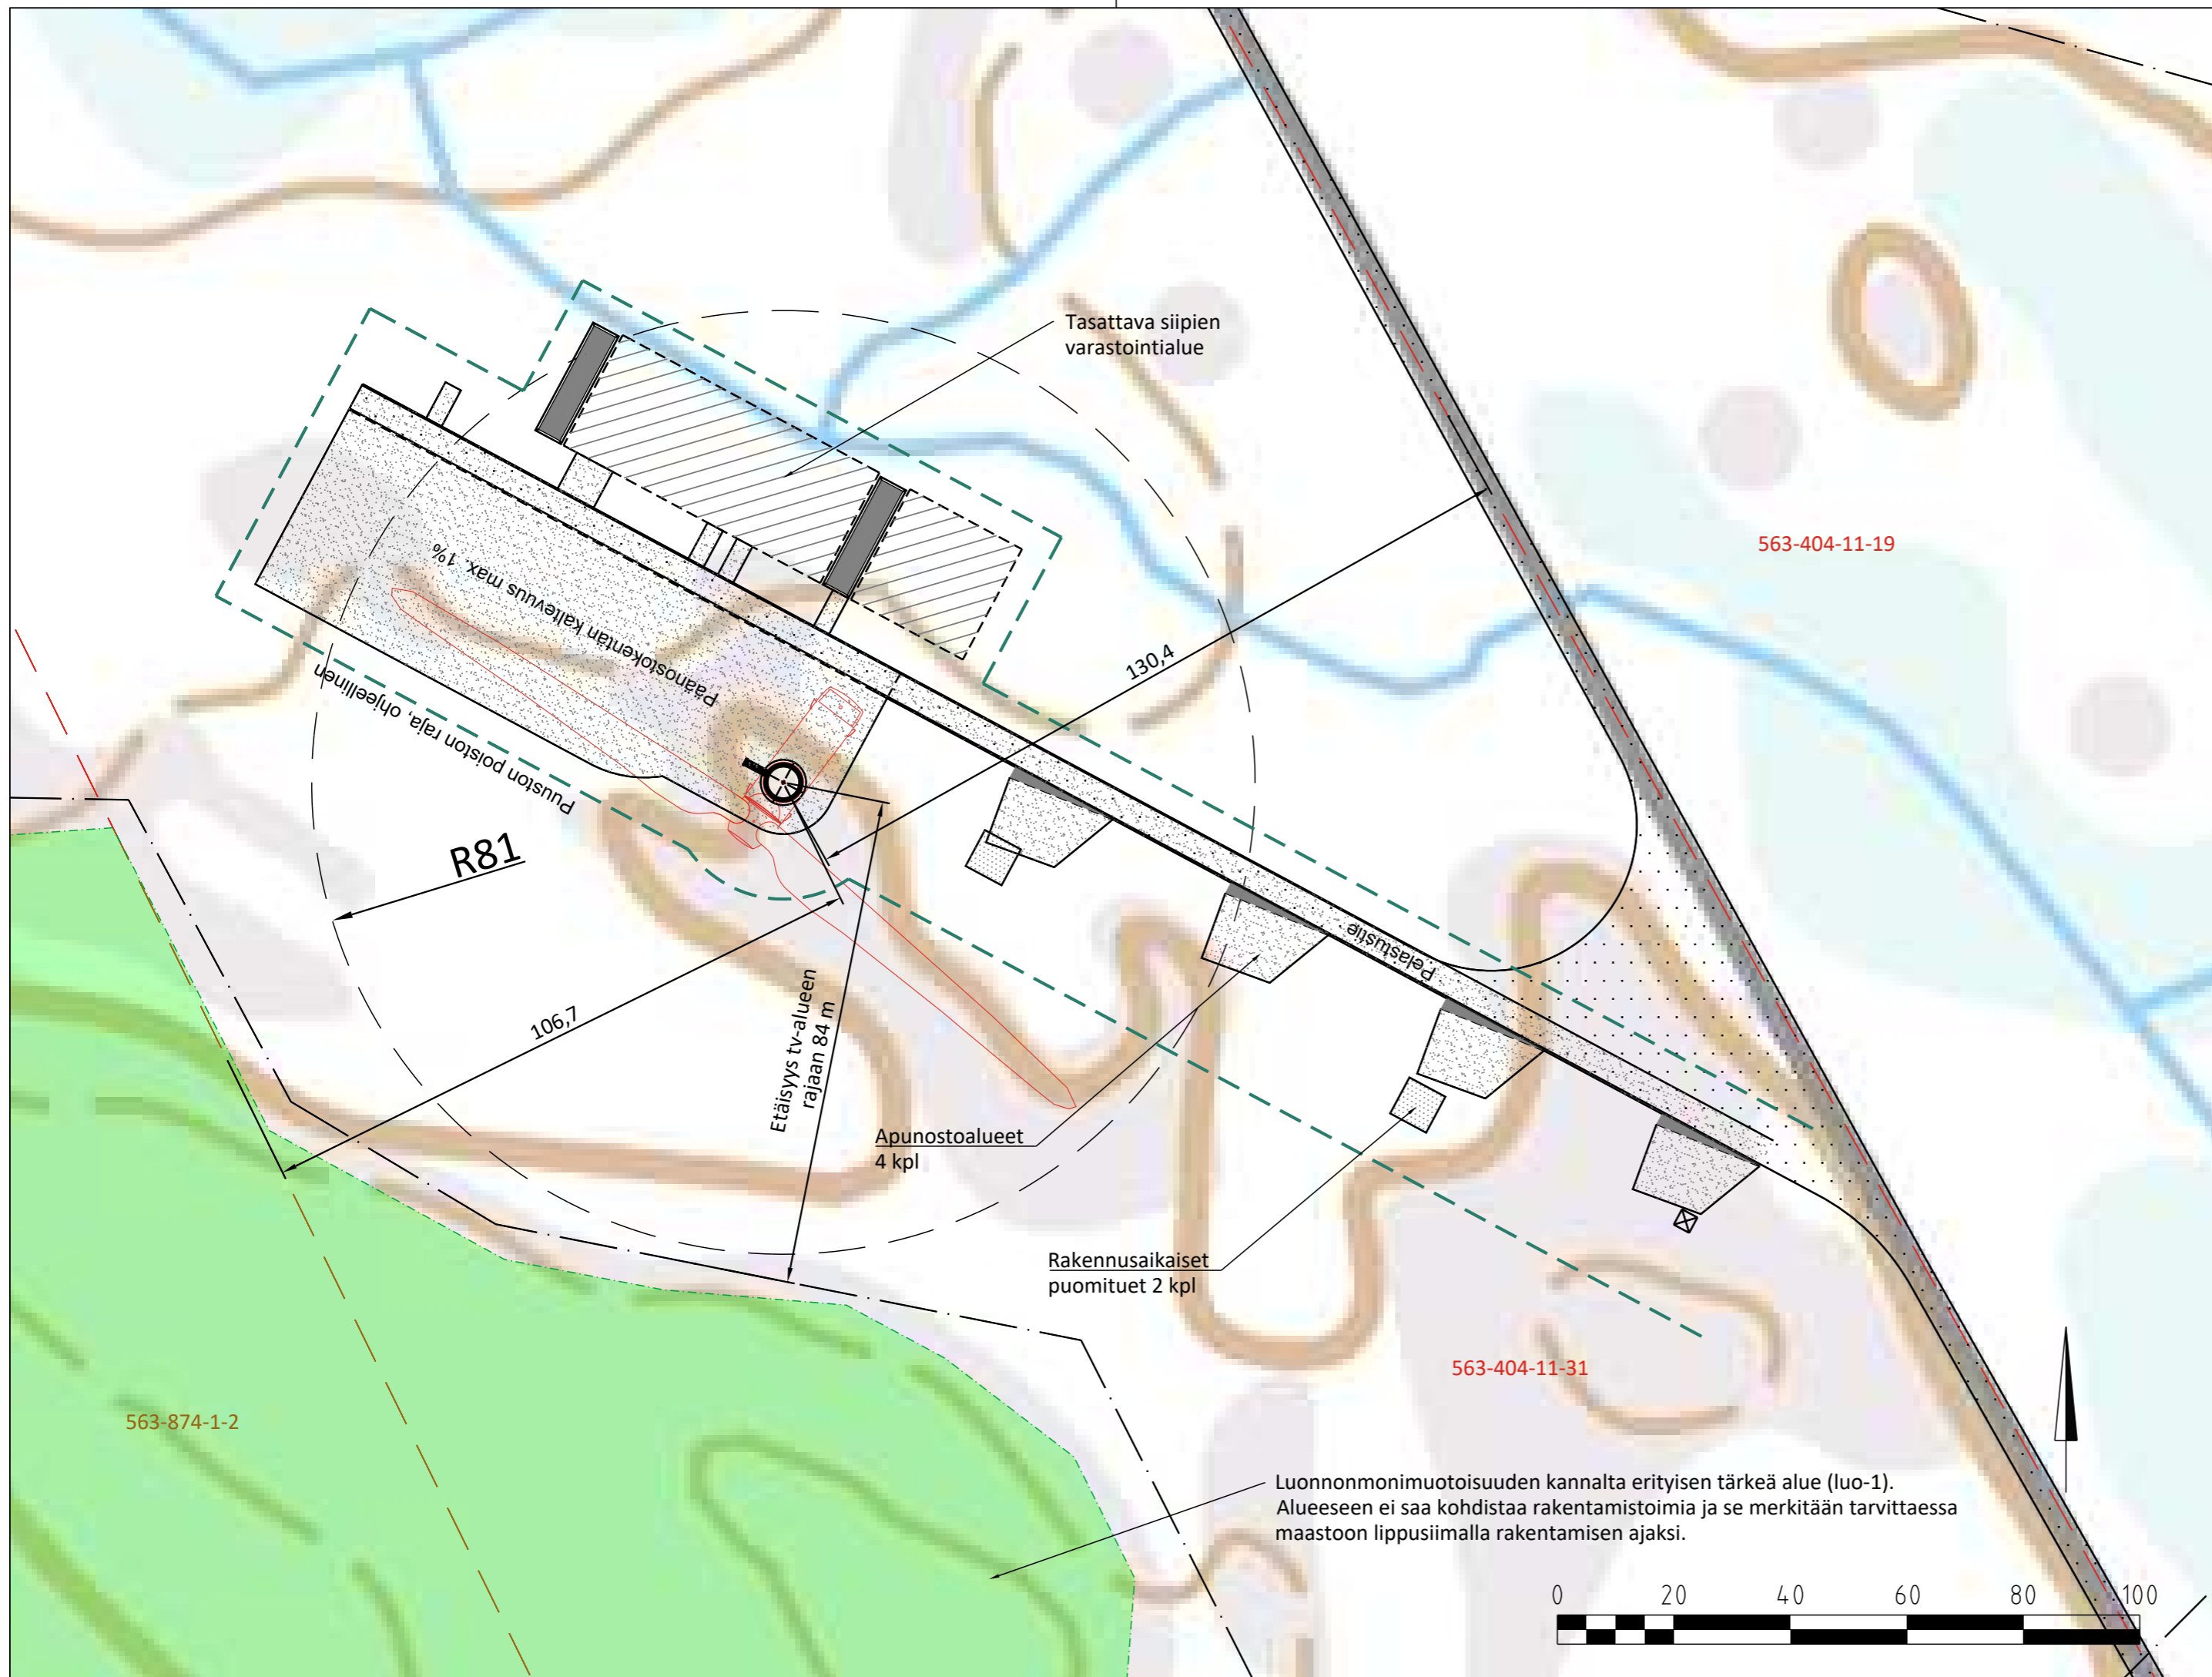 Tasattava siipien
varastointialue
563-404-11-19
Päänostokentän kaltevuus max. 1%
130,4
Puuston poiston raja, ohjeellinen
R81
Pelastustie
106,7
Etäisyys tv-alueen
rajaan 84 m
Apunostoalueet
4 kpl
Rakennusaikaiset
puomituet 2 kpl
563-404-11-31
563-874-1-2
Luonnonmonimuotoisuuden kannalta erityisen tärkeä alue (luo-1).
Alueeseen ei saa kohdistaa rakentamistoimia ja se merkitään tarvittaessa
maastoon lippusiimalla rakentamisen ajaksi.
0 20 40 60 80 100